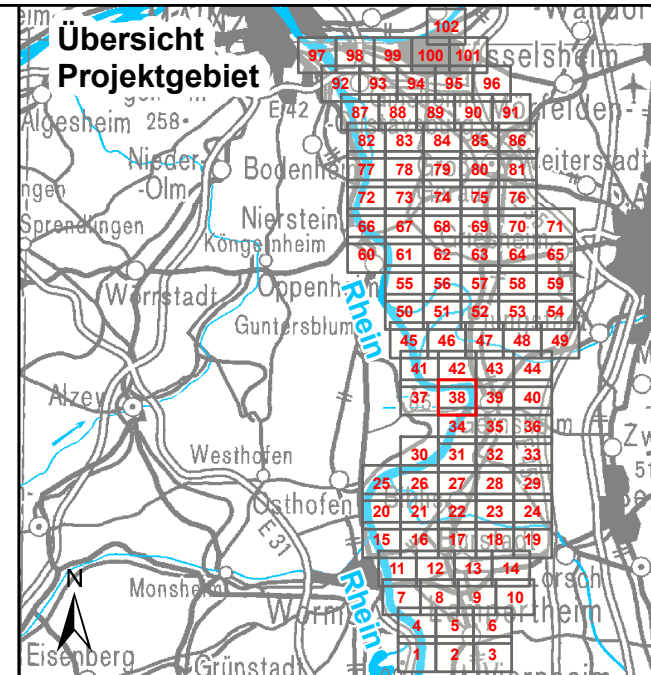 Übersicht
Projektgebiet
102
97 98 99 100 101
sselsheim
92 93 94 95 96
E 42
87 88 89 90 91
Algesheim 258
82 83 84 85 86
Nieder-
-Olm
Bodenheim
77 78 79 80 81
eiterstadt
72 73 74 75 76
Nierstein
Sprendlingen
66 67 68 69 70 71
Köngernheim
60 61 62 63 64 65
Oppenheim
Wörrstadt
55 56 57 58 59
Rhein
50 51 52 53 54
Guntersblum
45 46 47 48 49
41 42 43 44
Alzey
37 38 39 40
34 35 36
Westhofen
30 31 32 33
25 26 27 28 29
Osthofen
20 21 22 23 24
E 31
15 16 17 18 19
11 12 13 14
orsch
N
Monsheim
Rhein
7 8 9 10
Worms
4 5 6
Eisenberg
Grünstadt
1 2 3